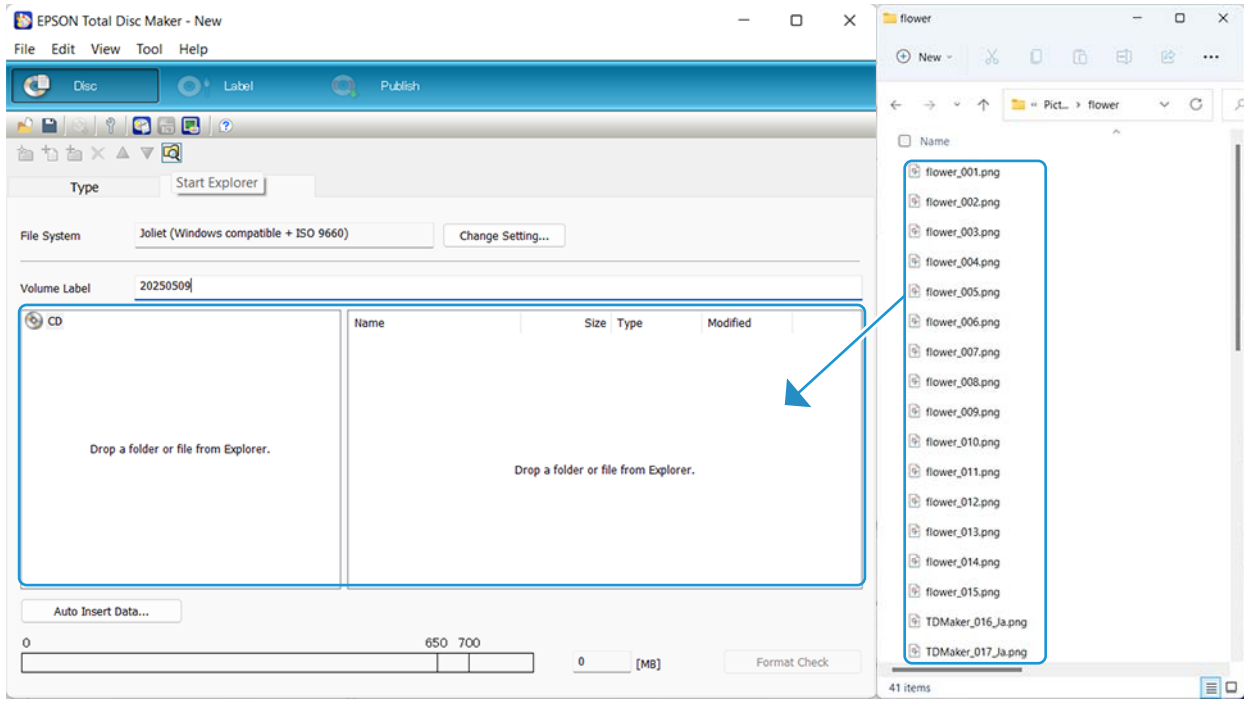 EPSON Total Disc Maker - New
File Edit View Tool Help
Disc Label Publish
Type
Start Explorer
File System Joliet (Windows compatible + ISO 9660) Change Setting...
Volume Label 20250509
CD
Name Size Type Modified
Drop a folder or file from Explorer.
Drop a folder or file from Explorer.
Auto Insert Data...
0 650 700
0 [MB] Format Check
flower
New
Pict... › flower
Name
flower_001.png
flower_002.png
flower_003.png
flower_004.png
flower_005.png
flower_006.png
flower_007.png
flower_008.png
flower_009.png
flower_010.png
flower_011.png
flower_012.png
flower_013.png
flower_014.png
flower_015.png
TDMaker_016_Ja.png
TDMaker_017_Ja.png
41 items